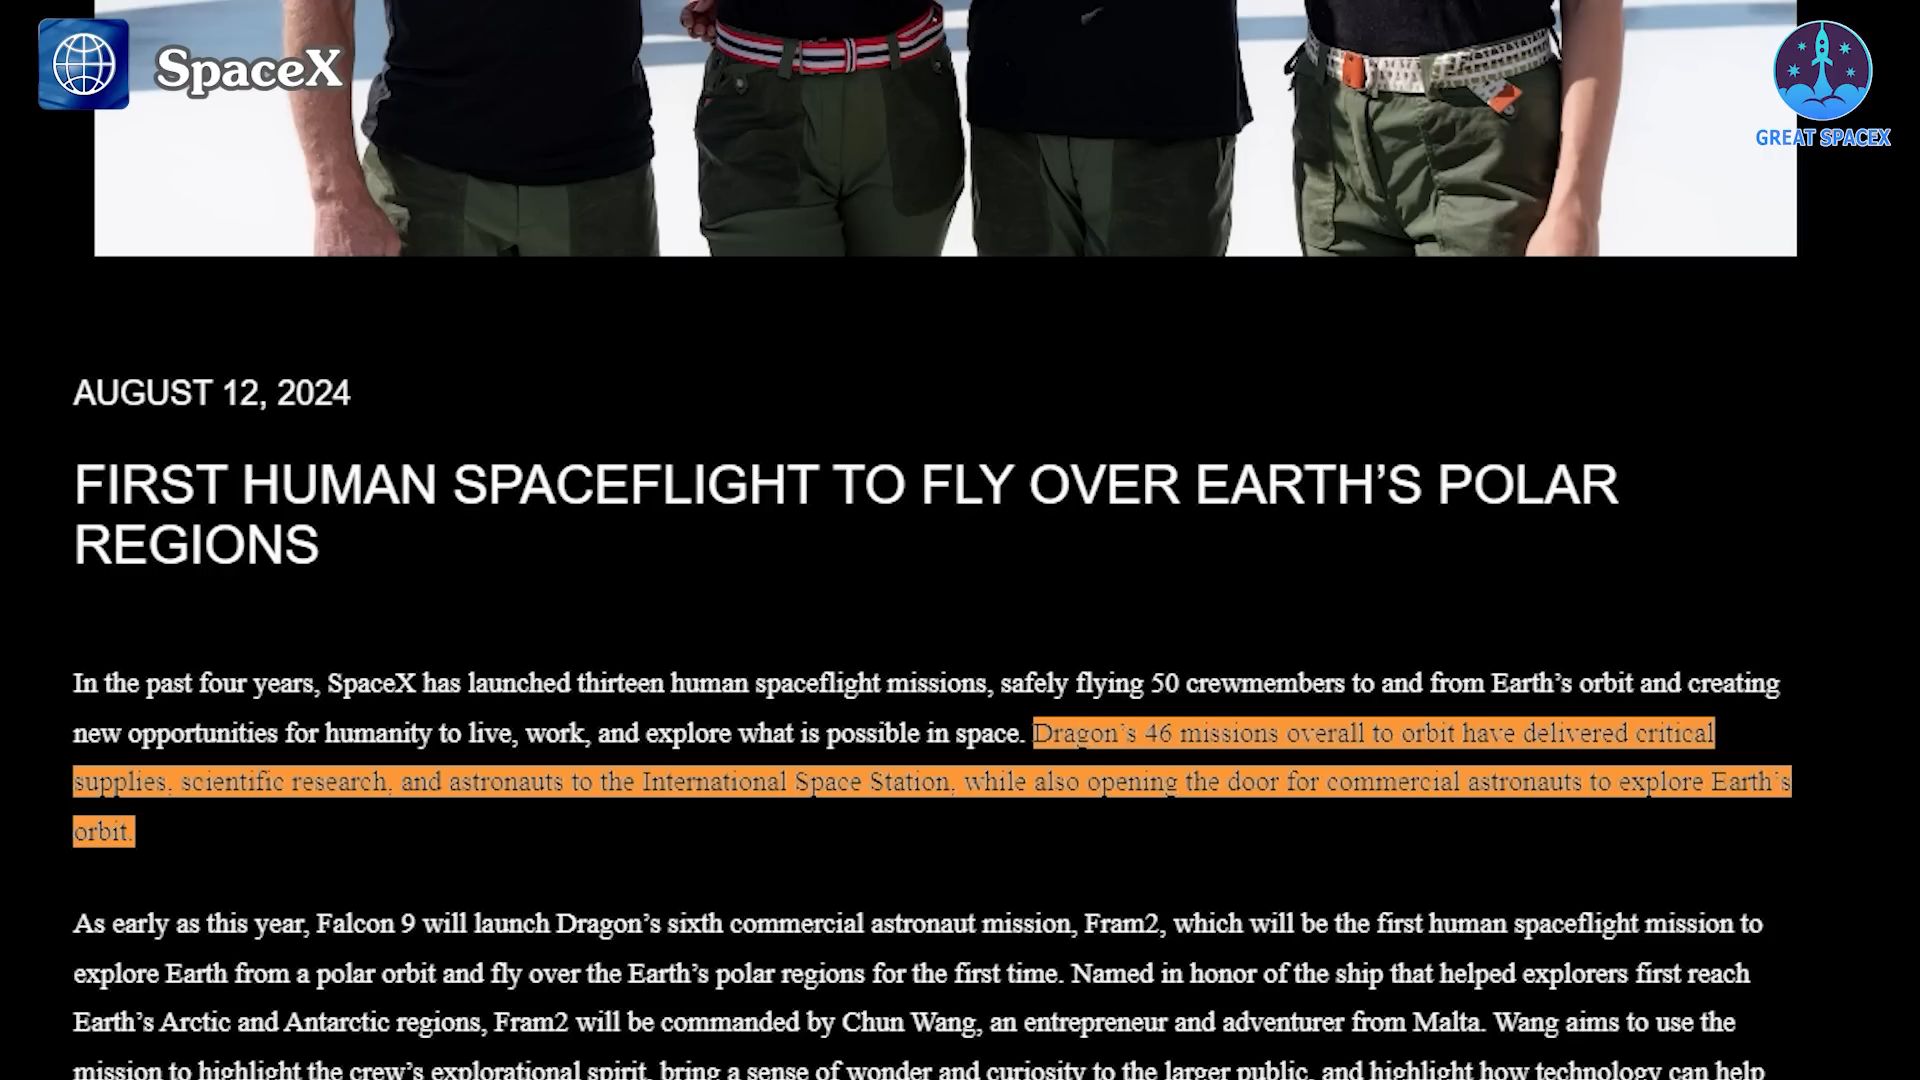 SpaceX
GREAT SPACEX
AUGUST 12, 2024
FIRST HUMAN SPACEFLIGHT TO FLY OVER EARTH’S POLAR
REGIONS
In the past four years, SpaceX has launched thirteen human spaceflight missions, safely flying 50 crewmembers to and from Earth’s orbit and creating
new opportunities for humanity to live, work, and explore what is possible in space. Dragon’s 46 missions overall to orbit have delivered critical
supplies, scientific research, and astronauts to the International Space Station, while also opening the door for commercial astronauts to explore Earth’s
orbit.
As early as this year, Falcon 9 will launch Dragon’s sixth commercial astronaut mission, Fram2, which will be the first human spaceflight mission to
explore Earth from a polar orbit and fly over the Earth’s polar regions for the first time. Named in honor of the ship that helped explorers first reach
Earth’s Arctic and Antarctic regions, Fram2 will be commanded by Chun Wang, an entrepreneur and adventurer from Malta. Wang aims to use the
mission to highlight the crew’s explorational spirit, bring a sense of wonder and curiosity to the larger public, and highlight how technology can help